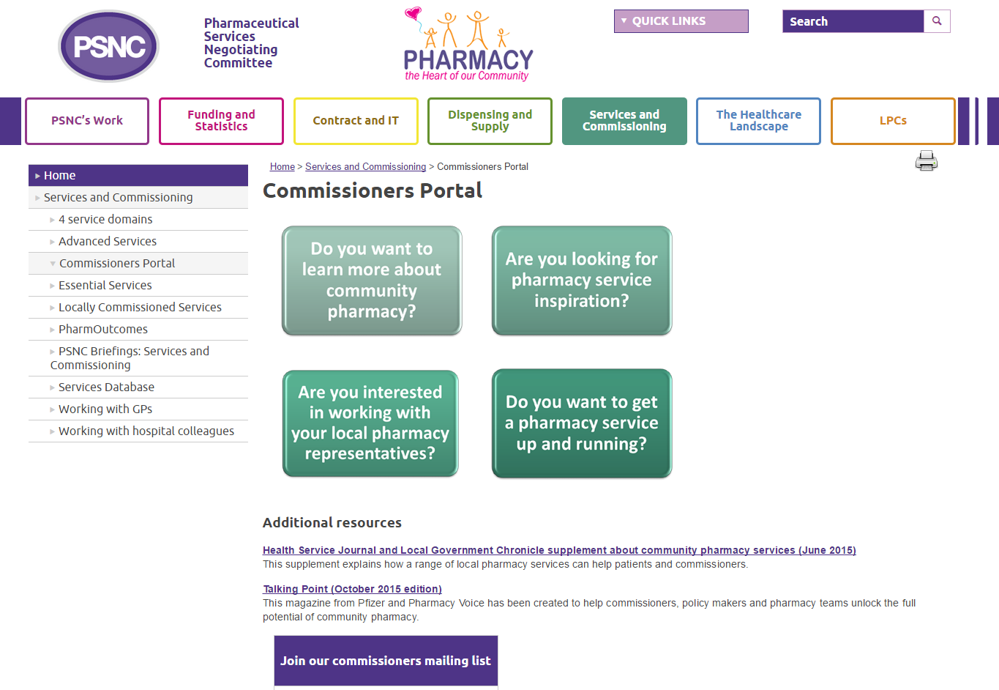 PSNC
Pharmaceutical
Services
Negotiating
Committee
PHARMACY
the Heart of our Community
QUICK LINKS
Search
PSNC's Work
Funding and
Statistics
Contract and IT
Dispensing and
Supply
Services and
Commissioning
The Healthcare
Landscape
LPCs
Home
Services and Commissioning
4 service domains
Advanced Services
Commissioners Portal
Essential Services
Locally Commissioned Services
PharmOutcomes
PSNC Briefings: Services and
Commissioning
Services Database
Working with GPs
Working with hospital colleagues
Home > Services and Commissioning > Commissioners Portal
Commissioners Portal
Do you want to
learn more about
community
pharmacy?
Are you looking for
pharmacy service
inspiration?
Are you interested
in working with
your local pharmacy
representatives?
Do you want to get
a pharmacy service
up and running?
Additional resources
Health Service Journal and Local Government Chronicle supplement about community pharmacy services (June 2015)
This supplement explains how a range of local pharmacy services can help patients and commissioners.
Talking Point (October 2015 edition)
This magazine from Pfizer and Pharmacy Voice has been created to help commissioners, policy makers and pharmacy teams unlock the full
potential of community pharmacy.
Join our commissioners mailing list